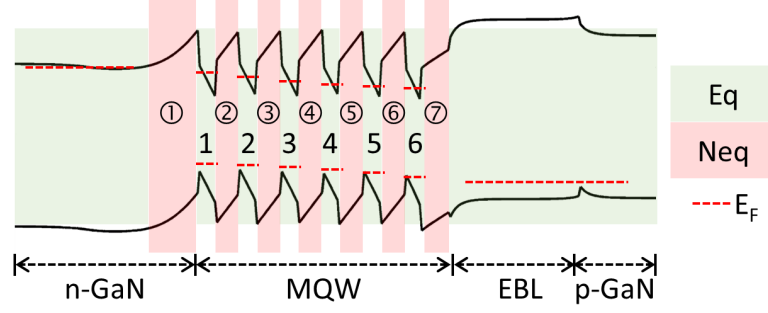 ① ② ③ ④ ⑤ ⑥ ⑦
1 2 3 4 5 6
Eq
Neq
E_F
n-GaN MQW EBL p-GaN